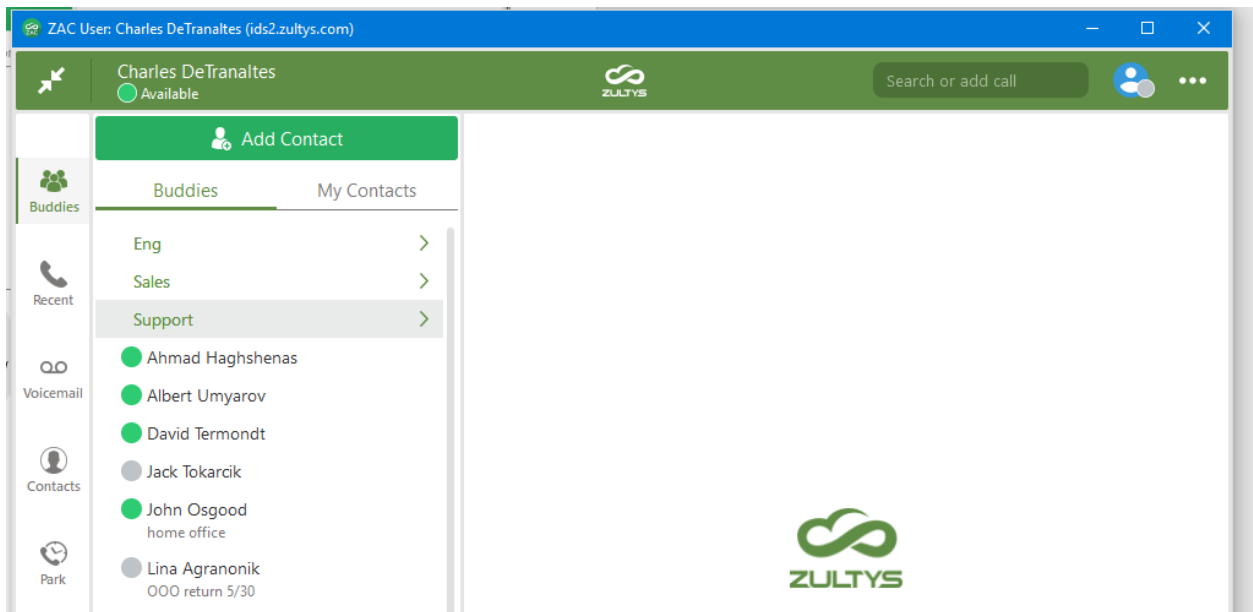 ZAC User: Charles DeTranaltes (ids2.zultys.com)
Charles DeTranaltes
Available
ZULTYS
Search or add call
Add Contact
Buddies
My Contacts
Buddies
Recent
Voicemail
Contacts
Park
Eng
Sales
Support
Ahmad Haghshenas
Albert Umyarov
David Termondt
Jack Tokarcik
John Osgood
home office
Lina Agranonik
OOO return 5/30
ZULTYS